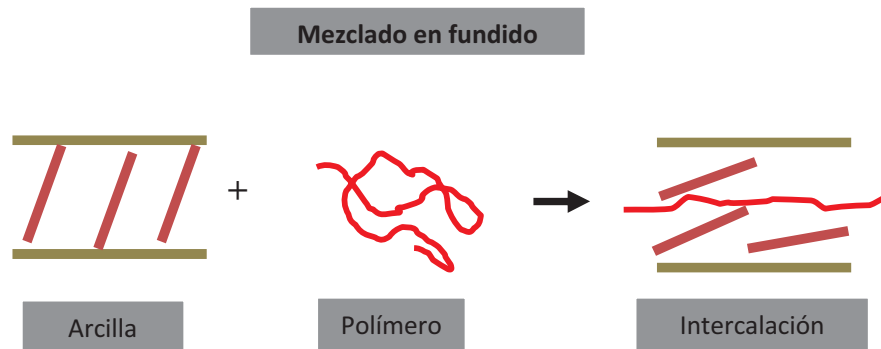 Mezclado en fundido
+
Arcilla
Polímero
Intercalación